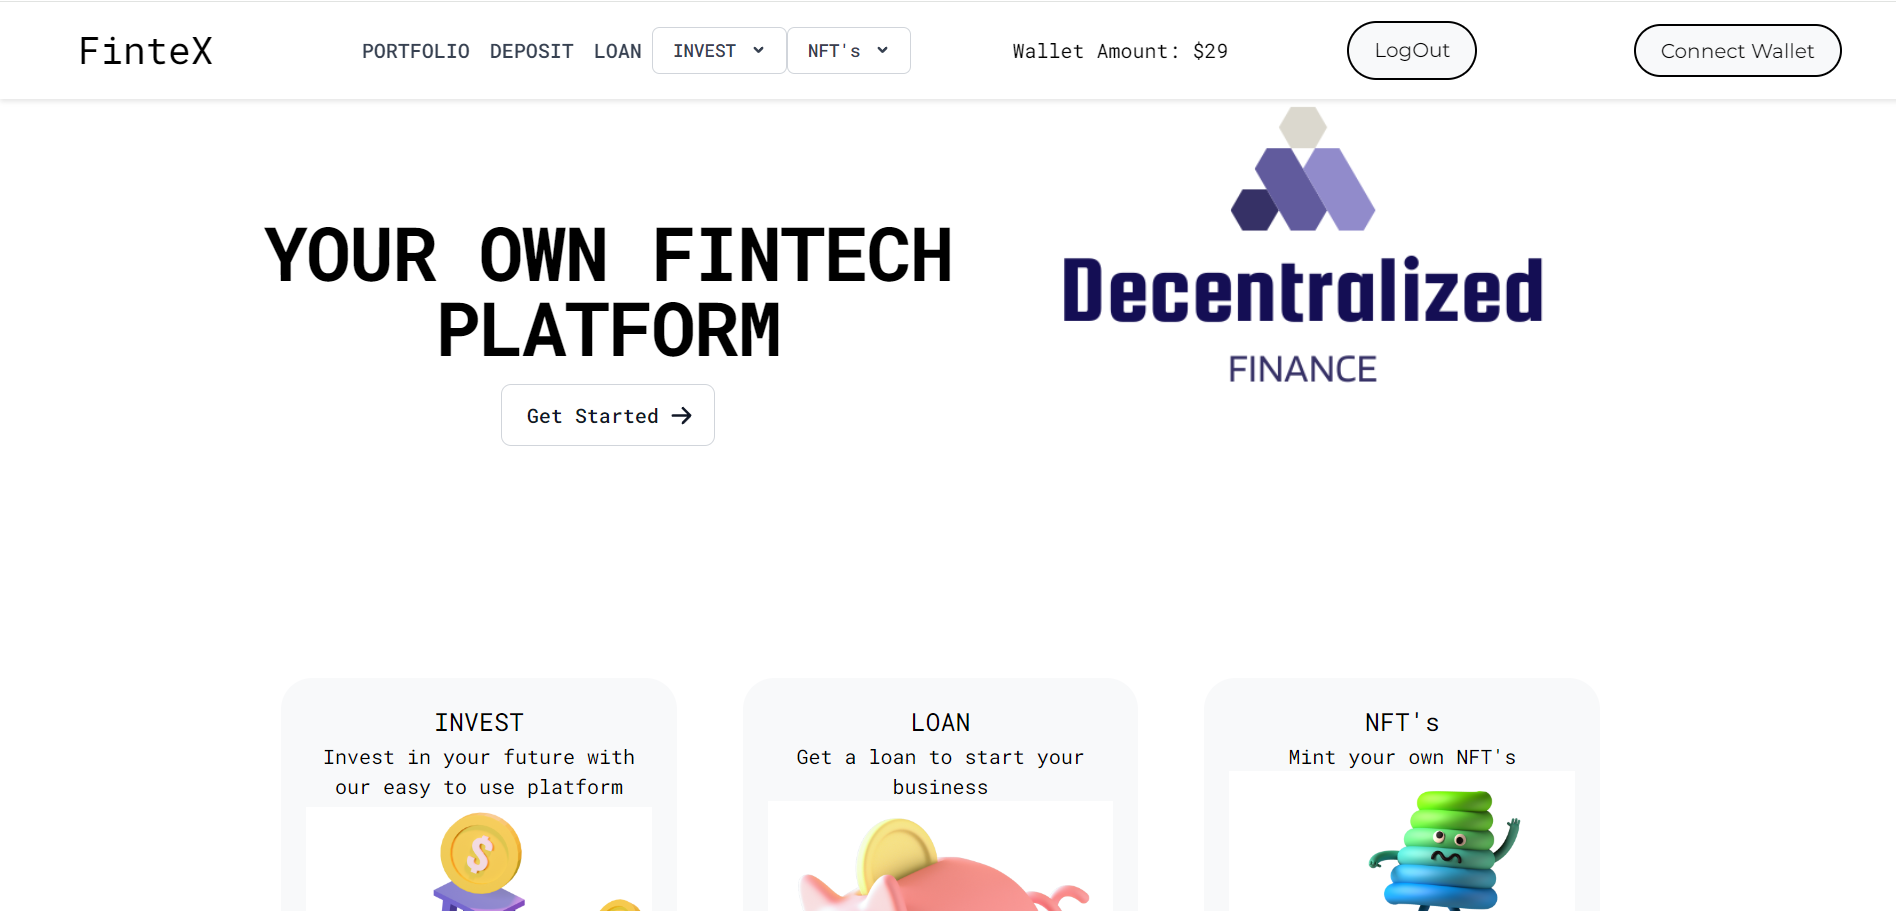 FinteX
PORTFOLIO DEPOSIT LOAN INVEST NFT's
Wallet Amount: $29
LogOut
Connect Wallet
YOUR OWN FINTECH
PLATFORM
Get Started
Decentralized
FINANCE
INVEST
Invest in your future with
our easy to use platform
$
LOAN
Get a loan to start your
business
NFT's
Mint your own NFT's